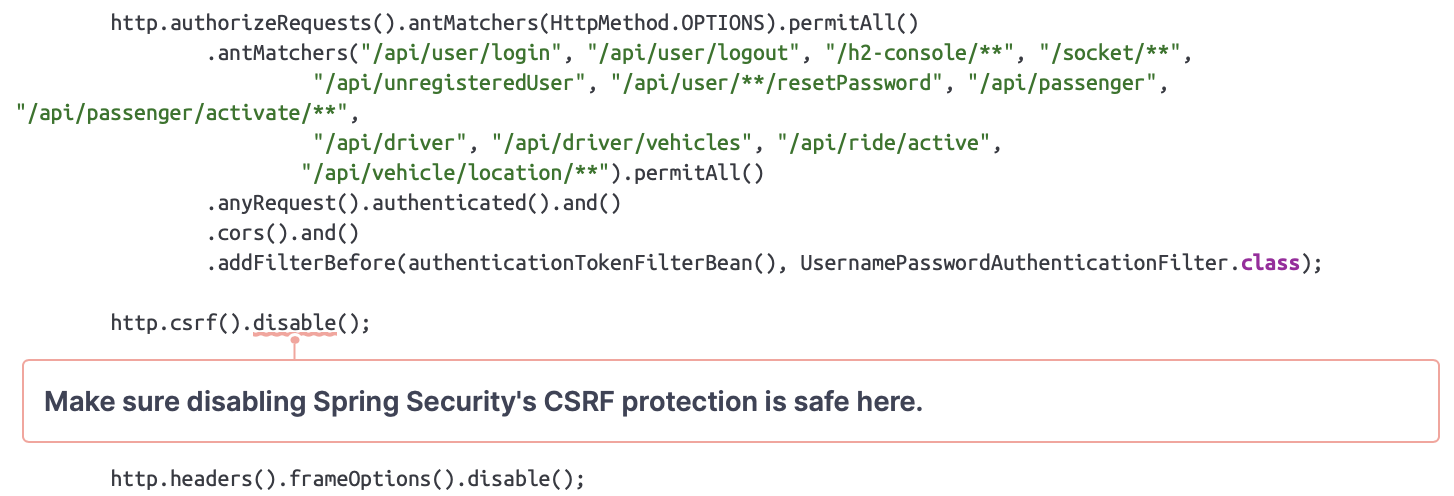 http.authorizeRequests().antMatchers(HttpMethod.OPTIONS).permitAll()
.antMatchers("/api/user/login", "/api/user/logout", "/h2-console/**", "/socket/**",
"/api/unregisteredUser", "/api/user/**/resetPassword", "/api/passenger",
"/api/passenger/activate/**",
"/api/driver", "/api/driver/vehicles", "/api/ride/active",
"/api/vehicle/location/**").permitAll()
.anyRequest().authenticated().and()
.cors().and()
.addFilterBefore(authenticationTokenFilterBean(), UsernamePasswordAuthenticationFilter.class);
http.csrf().disable();
Make sure disabling Spring Security's CSRF protection is safe here.
http.headers().frameOptions().disable();